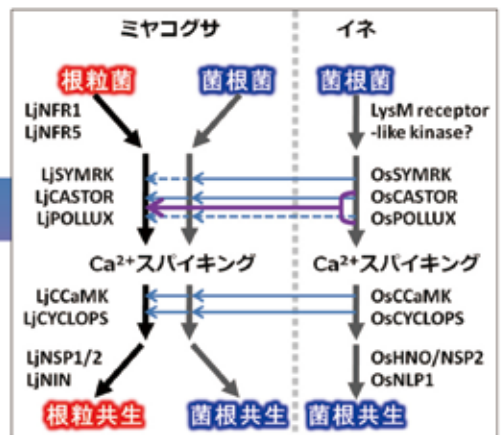 ミヤコグサ
イネ
根粒菌
菌根菌
菌根菌
LjNFR1
LjNFR5
LysM receptor
-like kinase?
LjSYMRK
LjCASTOR
LjPOLLUX
OsSYMRK
OsCASTOR
OsPOLLUX
Ca²⁺スパイキング
Ca²⁺スパイキング
LjCCaMK
LjCYCLOPS
OsCCaMK
OsCYCLOPS
LjNSP1/2
LjNIN
OsHNO/NSP2
OsNLP1
根粒共生
菌根共生
菌根共生